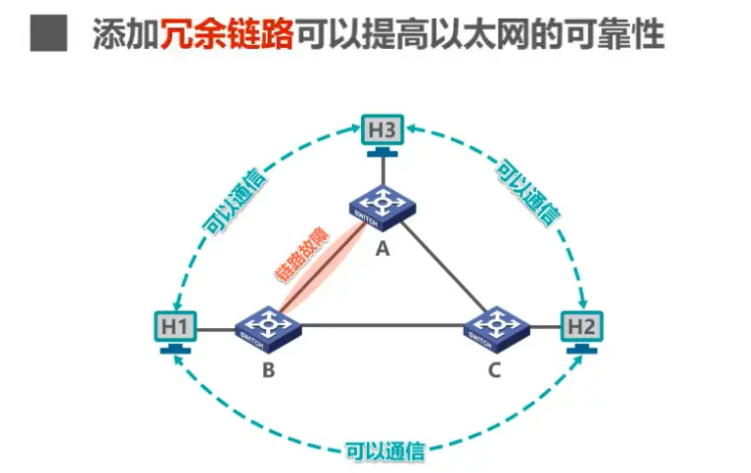 添加冗余链路可以提高以太网的可靠性
H3
可以通信
可以通信
SWITCH
A
链路故障
H1
SWITCH
B
SWITCH
C
H2
可以通信